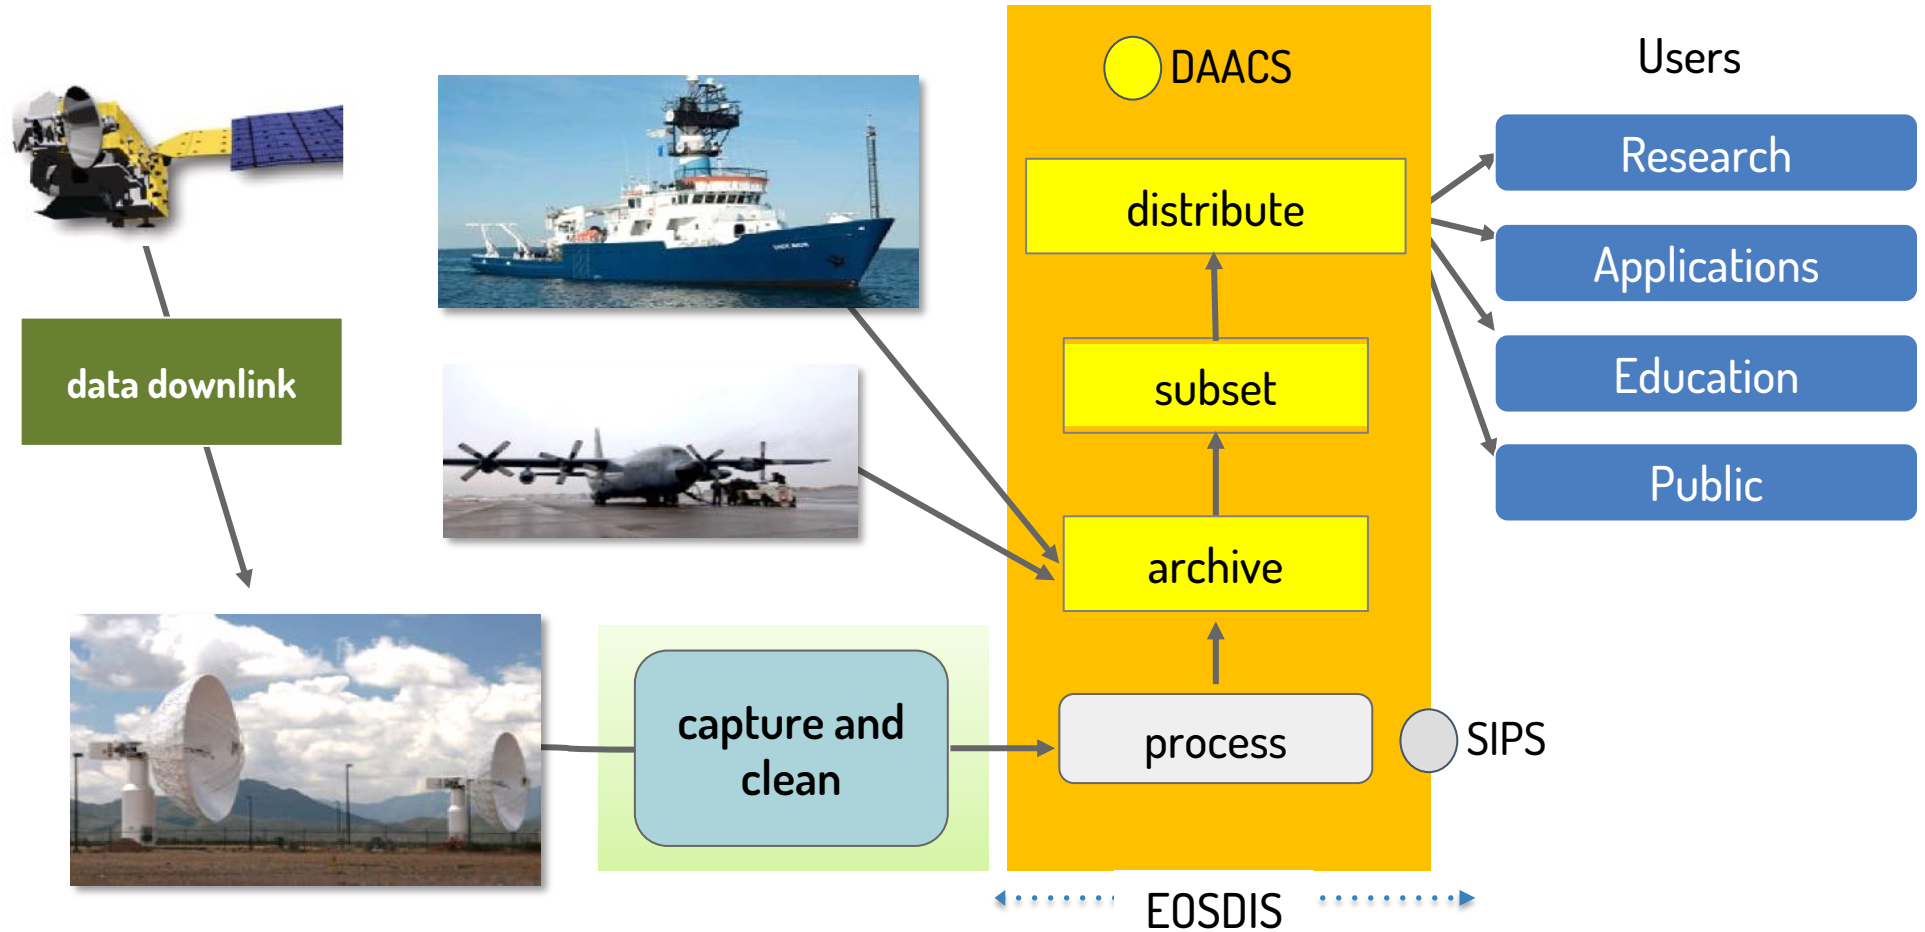 DAACS
Users
distribute
Research
Applications
data downlink
subset
Education
Public
archive
capture and
clean
process
SIPS
EOSDIS